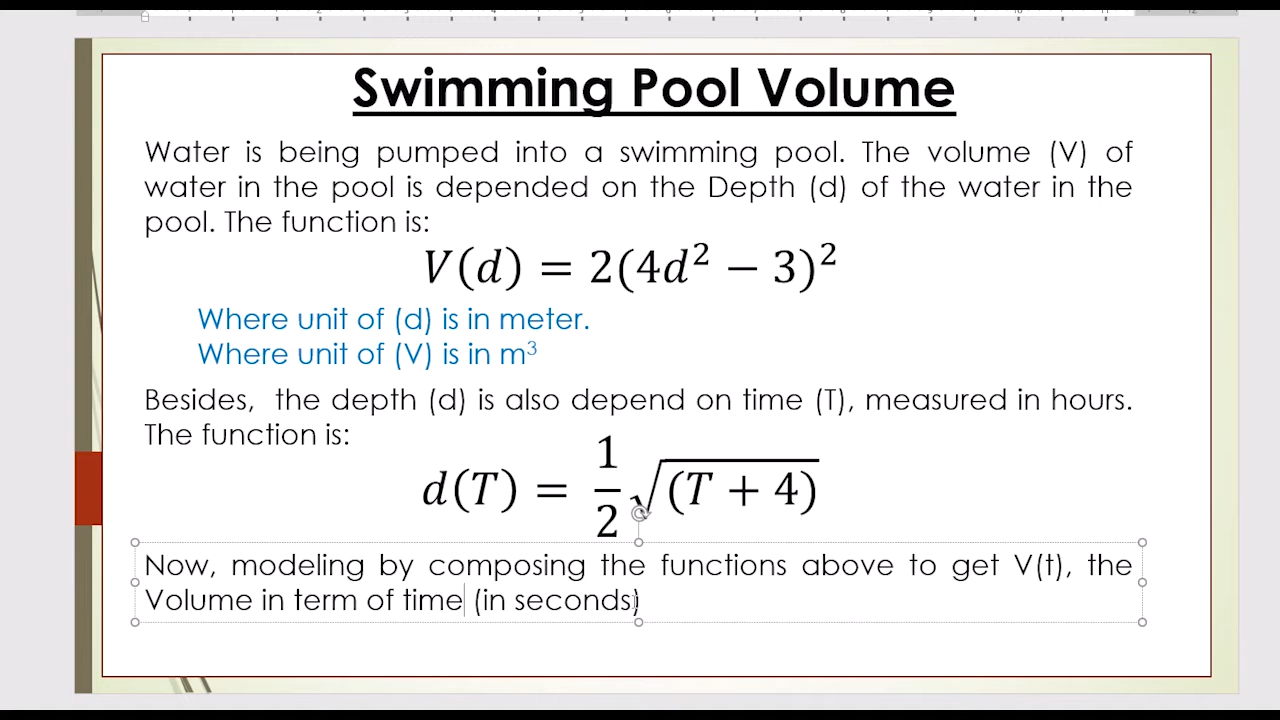 Swimming Pool Volume
Water is being pumped into a swimming pool. The volume (V) of
water in the pool is depended on the Depth (d) of the water in the
pool. The function is:
V(d) = 2(4d² − 3)²
Where unit of (d) is in meter.
Where unit of (V) is in m³
Besides, the depth (d) is also depend on time (T), measured in hours.
The function is:
d(T) = 1/2 √(T + 4)
Now, modeling by composing the functions above to get V(t), the
Volume in term of time (in seconds)